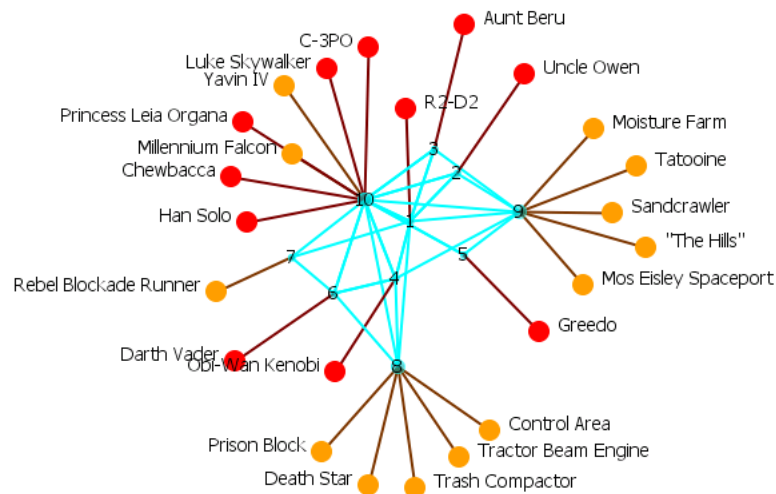 Aunt Beru
C-3PO
Luke Skywalker
Uncle Owen
Yavin IV
R2-D2
Princess Leia Organa
Moisture Farm
Millennium Falcon
3
Tatooine
Chewbacca
2
10
Sandcrawler
9
Han Solo
1
"The Hills"
5
7
4
Mos Eisley Spaceport
Rebel Blockade Runner
6
Greedo
Darth Vader
Obi-Wan Kenobi
8
Control Area
Prison Block
Tractor Beam Engine
Death Star
Trash Compactor